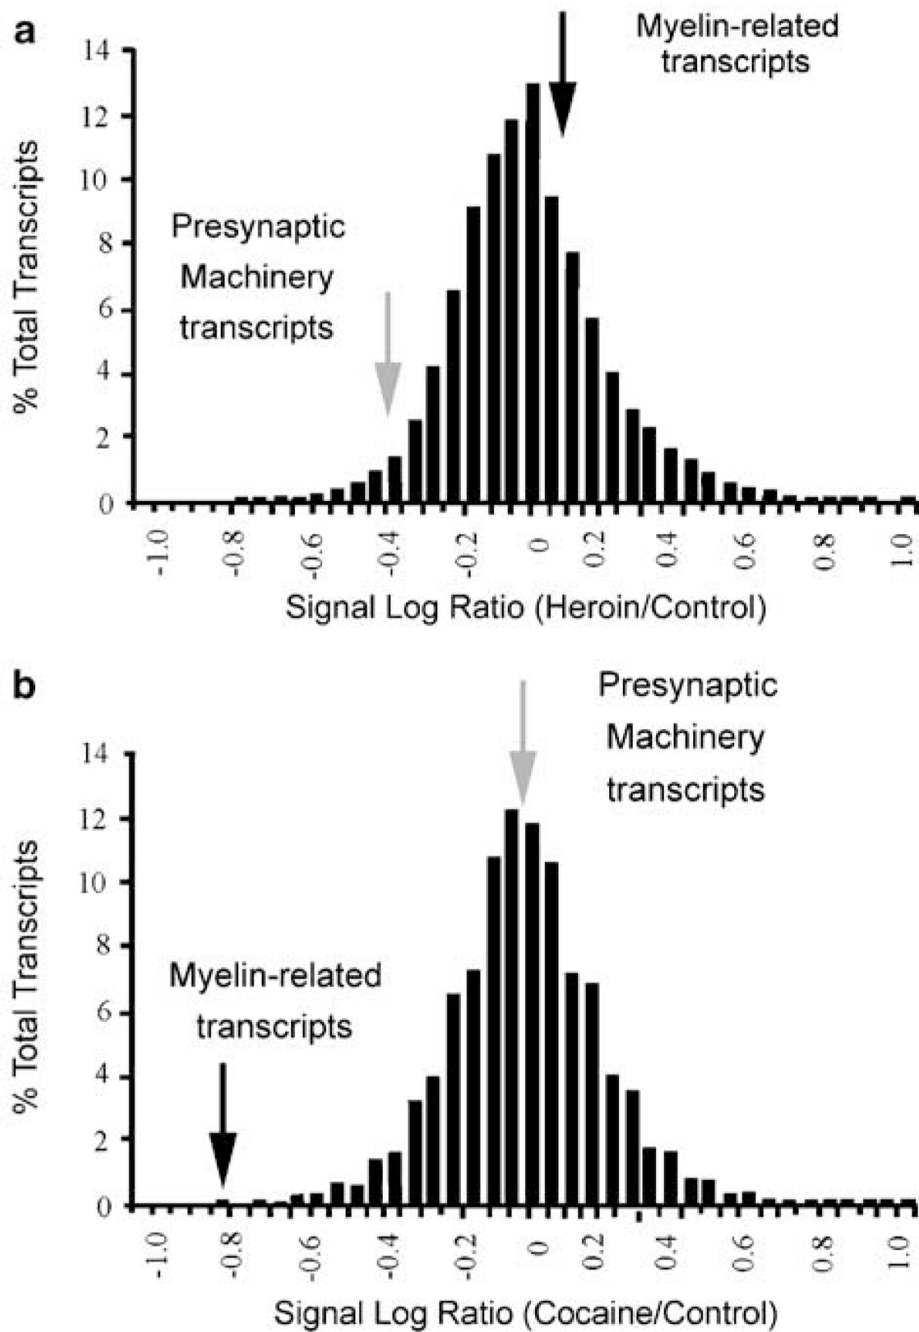 a
Myelin-related
transcripts
14
12
10
8
6
4
2
0
% Total Transcripts
Presynaptic
Machinery
transcripts
-1.0
-0.8
-0.6
-0.4
-0.2
0
0.2
0.4
0.6
0.8
1.0
Signal Log Ratio (Heroin/Control)
b
Presynaptic
Machinery
transcripts
14
12
10
8
6
4
2
0
% Total Transcripts
Myelin-related
transcripts
-1.0
-0.8
-0.6
-0.4
-0.2
0
0.2
0.4
0.6
0.8
1.0
Signal Log Ratio (Cocaine/Control)